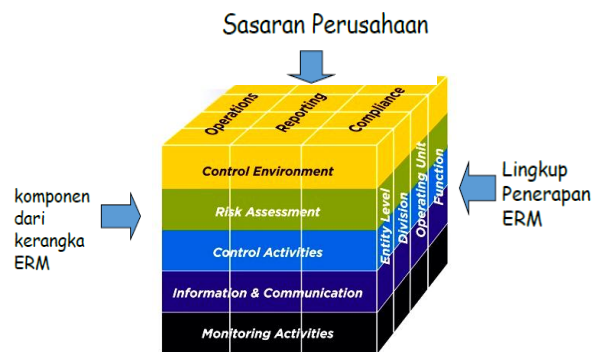 Sasaran Perusahaan
Operations
Reporting
Compliance
Control Environment
Risk Assessment
Control Activities
Information & Communication
Monitoring Activities
Entity Level
Division
Operating Unit
Function
komponen
dari
kerangka
ERM
Lingkup
Penerapan
ERM